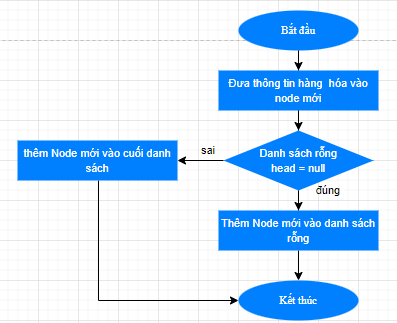 Bắt đầu
Đưa thông tin hàng hóa vào
node mới
Danh sách rỗng
head = null
sai
thêm Node mới vào cuối danh
sách
đúng
Thêm Node mới vào danh sách
rỗng
Kết thúc